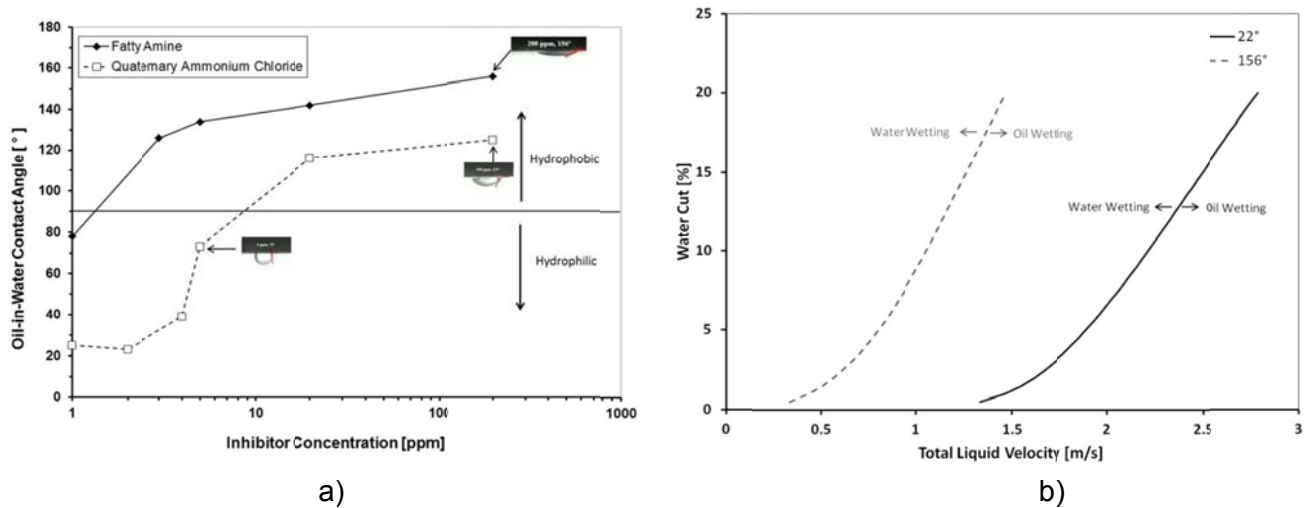 180
160
140
120
100
80
60
40
20
0
Fatty Amine
Quaternary Ammonium Chloride
200 ppm, 156°
Hydrophobic
Hydrophilic
Oil-in-Water Contact Angle [ ° ]
1
10
100
1000
Inhibitor Concentration [ppm]
a)
25
20
15
10
5
0
22°
156°
Water Wetting
Oil Wetting
Water Wetting
Oil Wetting
Water Cut [%]
0
0.5
1
1.5
2
2.5
3
Total Liquid Velocity [m/s]
b)